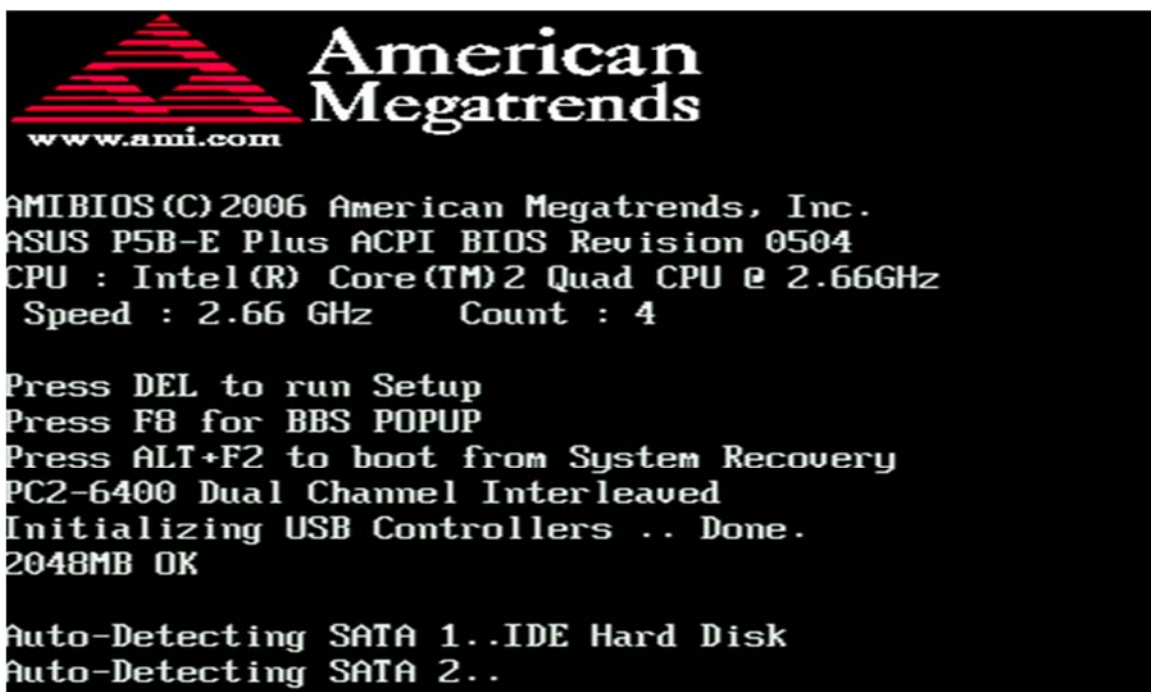 American
Megatrends
www.ami.com
AMIBIOS(C)2006 American Megatrends, Inc.
ASUS P5B-E Plus ACPI BIOS Revision 0504
CPU : Intel(R) Core(TM)2 Quad CPU @ 2.66GHz
Speed : 2.66 GHz    Count : 4
Press DEL to run Setup
Press F8 for BBS POPUP
Press ALT+F2 to boot from System Recovery
PC2-6400 Dual Channel Interleaved
Initializing USB Controllers .. Done.
2048MB OK
Auto-Detecting SATA 1..IDE Hard Disk
Auto-Detecting SATA 2..